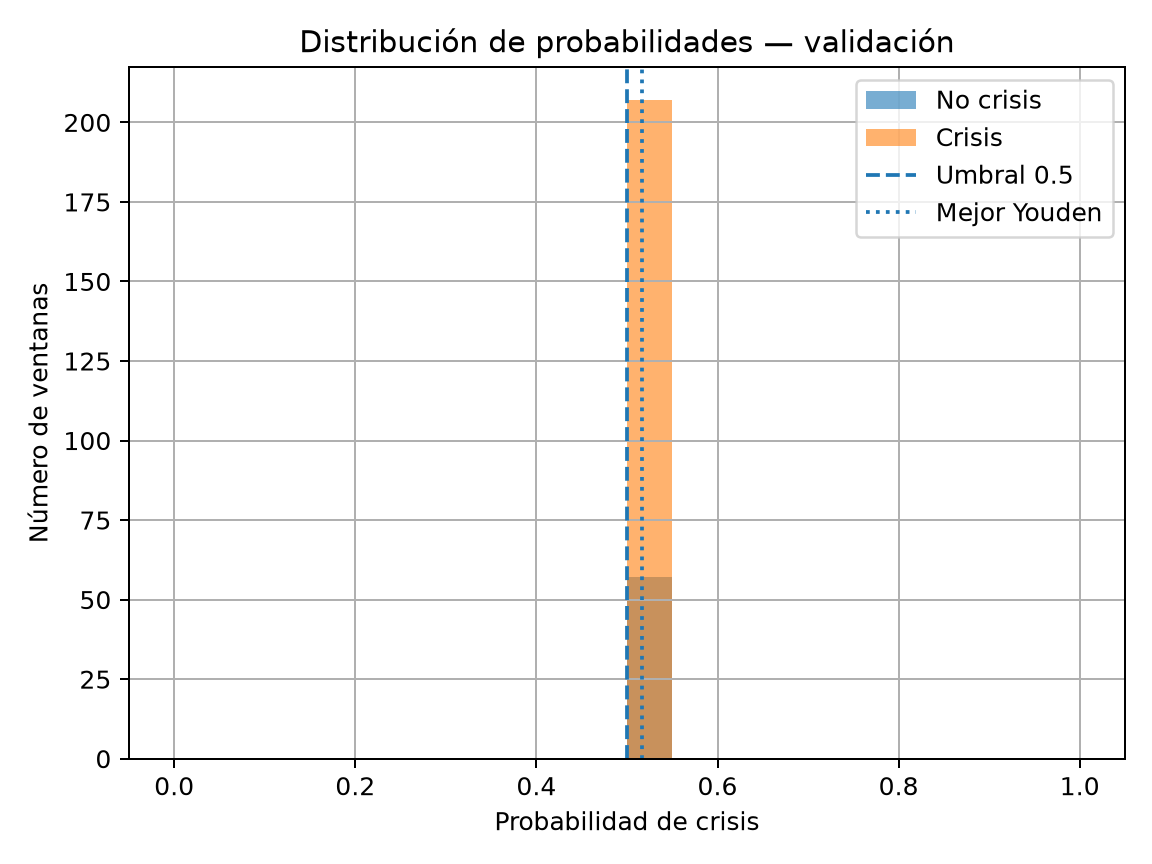 Distribución de probabilidades — validación
No crisis
Crisis
Umbral 0.5
Mejor Youden
Número de ventanas
200
175
150
125
100
75
50
25
0
0.0 0.2 0.4 0.6 0.8 1.0
Probabilidad de crisis